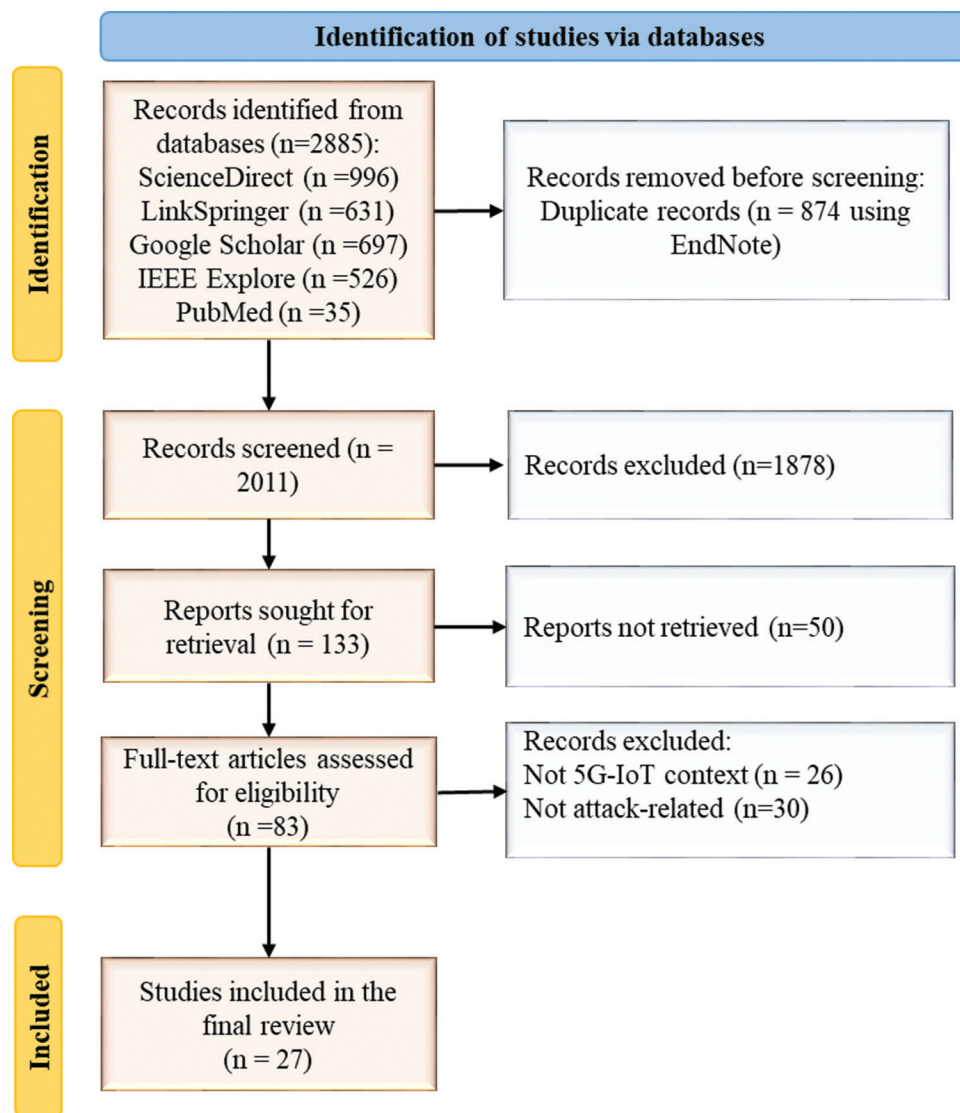 Identification of studies via databases
Identification
Records identified from
databases (n=2885):
ScienceDirect (n =996)
LinkSpringer (n =631)
Google Scholar (n =697)
IEEE Explore (n =526)
PubMed (n =35)
Records removed before screening:
Duplicate records (n = 874 using
EndNote)
Screening
Records screened (n =
2011)
Records excluded (n=1878)
Reports sought for
retrieval (n = 133)
Reports not retrieved (n=50)
Full-text articles assessed
for eligibility
(n =83)
Records excluded:
Not 5G-IoT context (n = 26)
Not attack-related (n=30)
Included
Studies included in the
final review
(n = 27)